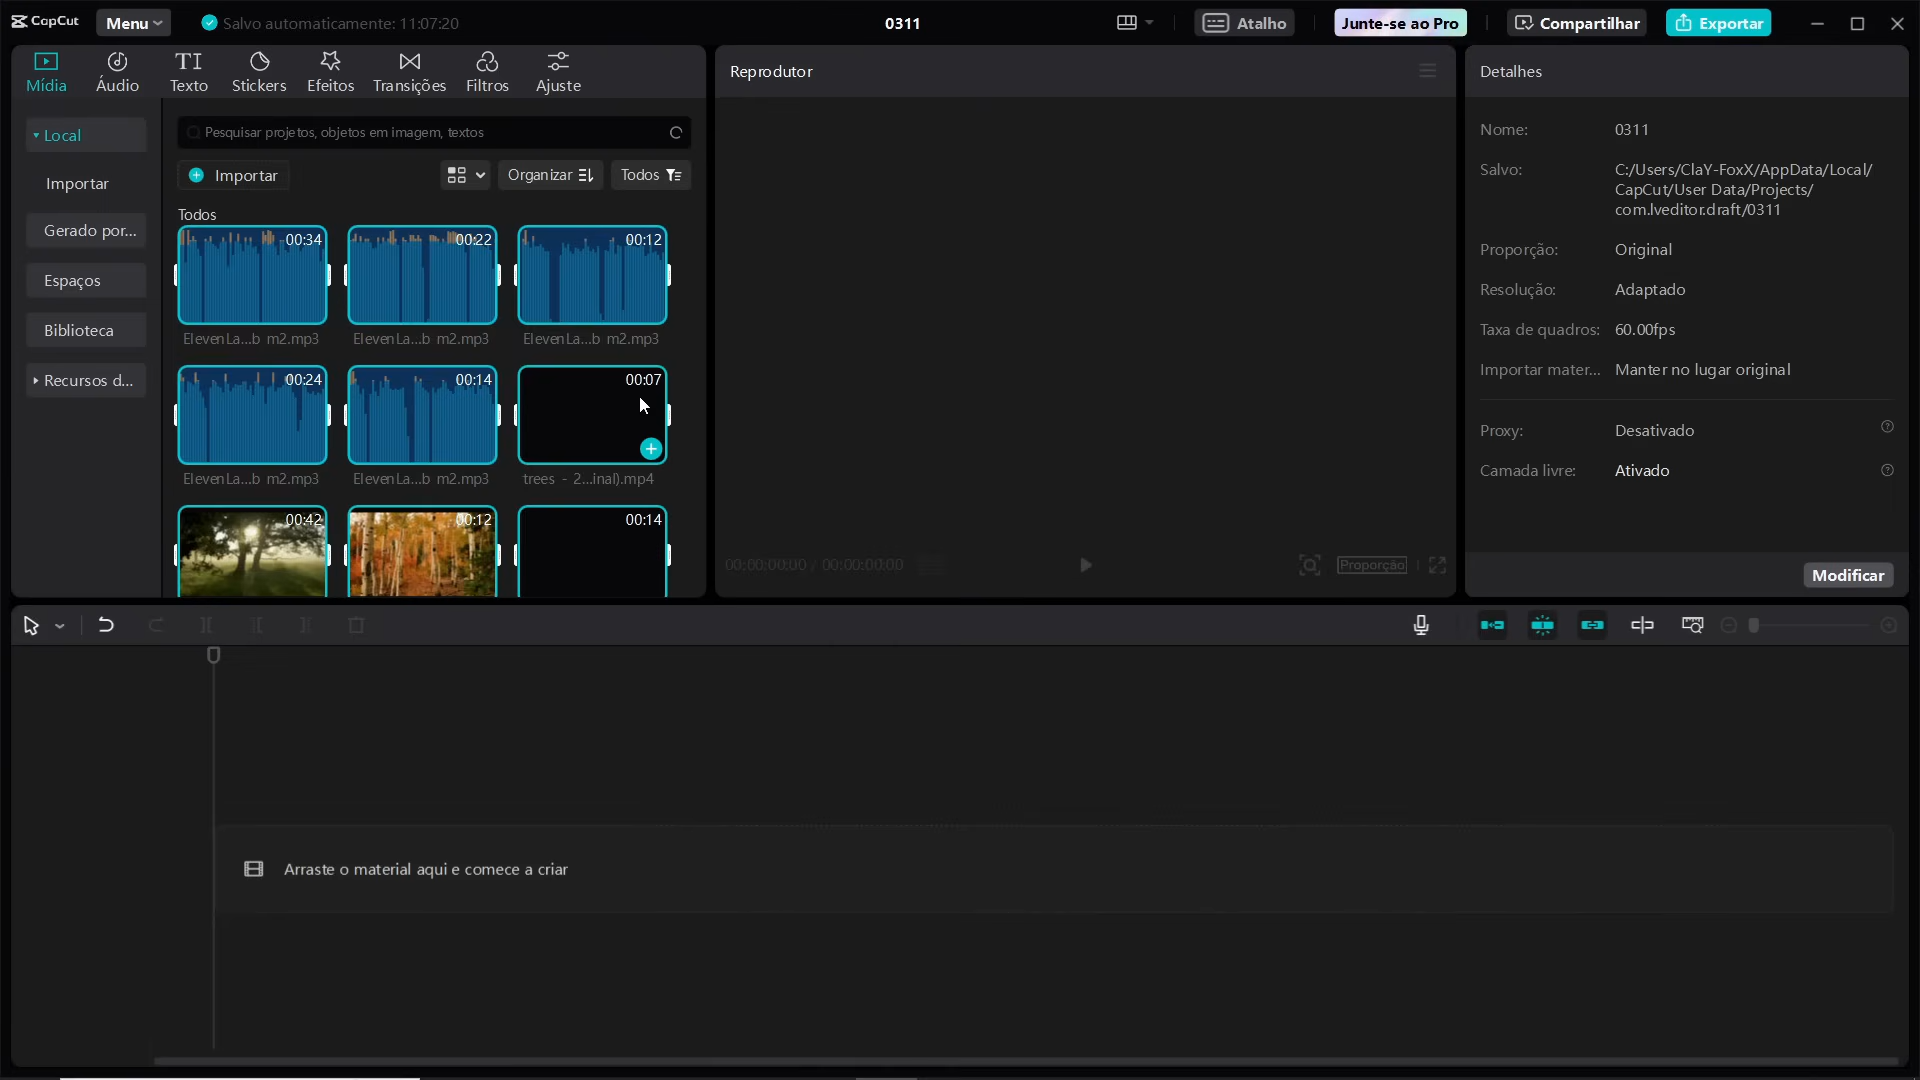 CapCut
Menu
Salvo automaticamente: 11:07:20
0311
Atalho
Junte-se ao Pro
Compartilhar
Exportar
Mídia
Áudio
Texto
Stickers
Efeitos
Transições
Filtros
Ajuste
Local
Importar
Gerado por...
Espaços
Biblioteca
Recursos d...
Pesquisar projetos, objetos em imagem, textos
Importar
Organizar
Todos
Todos
00:34
00:22
00:12
ElevenLa...b m2.mp3
ElevenLa...b m2.mp3
ElevenLa...b m2.mp3
00:24
00:14
00:07
ElevenLa...b m2.mp3
ElevenLa...b m2.mp3
trees - 2...inal).mp4
00:42
00:12
00:14
Reprodutor
00:00:00:00 / 00:00:00:00
Proporção
Detalhes
Nome: 0311
Salvo: C:/Users/ClaY-FoxX/AppData/Local/
CapCut/User Data/Projects/
com.lveditor.draft/0311
Proporção: Original
Resolução: Adaptado
Taxa de quadros: 60.00fps
Importar mater... Manter no lugar original
Proxy: Desativado
Camada livre: Ativado
Modificar
Arraste o material aqui e comece a criar